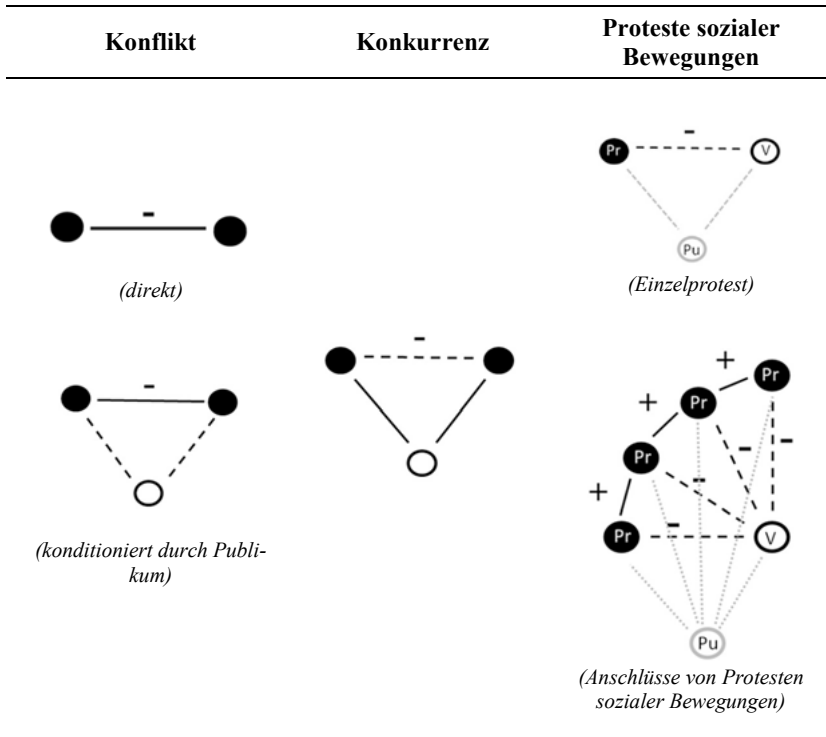 Konflikt
Konkurrenz
Proteste sozialer
Bewegungen
-
Pr
V
Pu
(Einzelprotest)
-
(direkt)
-
(konditioniert durch Publi-
kum)
-
+
Pr
+
Pr
-
-
Pr
-
+
-
Pr
V
Pu
(Anschlüsse von Protesten
sozialer Bewegungen)